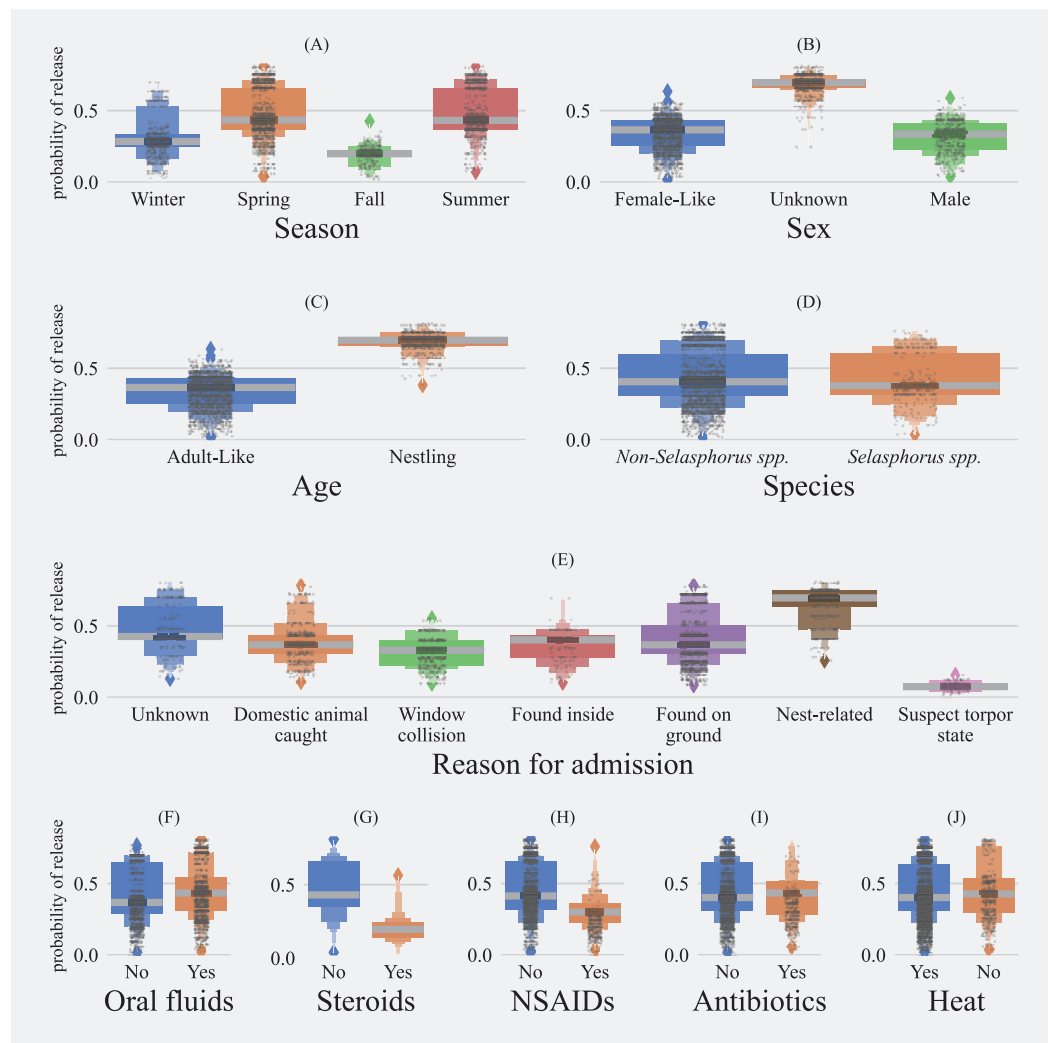 (A) (B)
probability of release
0.5 0.5
0.0 0.0
Winter Spring Fall Summer Female-Like Unknown Male
Season Sex
(C) (D)
probability of release
0.5 0.5
0.0 0.0
Adult-Like Nestling Non-Selasphorus spp. Selasphorus spp.
Age Species
(E)
probability of release
0.5
0.0
Unknown Domestic animal Window Found inside Found on Nest-related Suspect torpor
caught collision ground state
Reason for admission
(F) (G) (H) (I) (J)
probability of release
0.5 0.5 0.5 0.5 0.5
0.0 0.0 0.0 0.0 0.0
No Yes No Yes No Yes No Yes Yes No
Oral fluids Steroids NSAIDs Antibiotics Heat